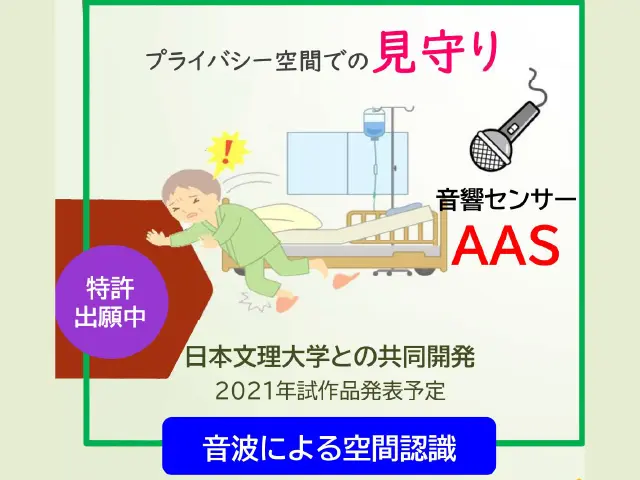 プライバシー空間での見守り
!
音響センサー
AAS
特許
出願中
日本文理大学との共同開発
2021年試作品発表予定
音波による空間認識